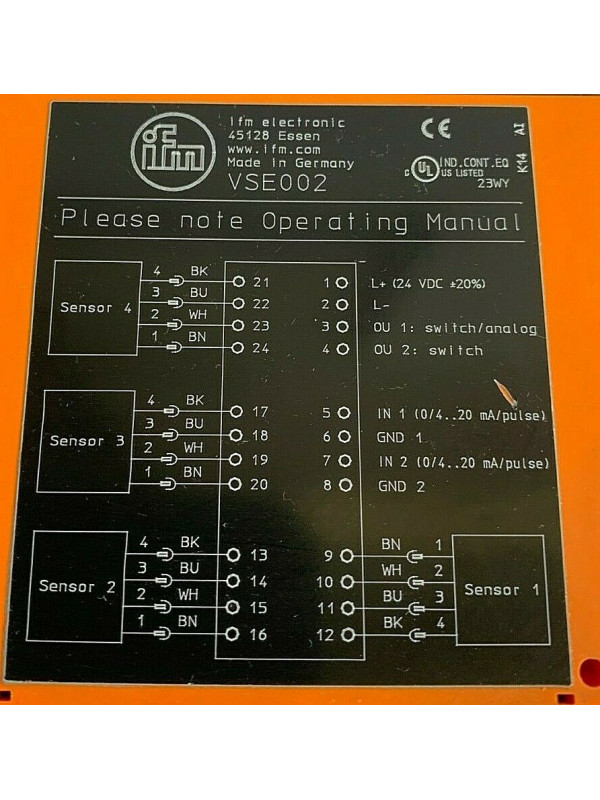 ifm
ifm electronic
45128 Essen
www.ifm.com
Made in Germany
VSE002
CE
c UL US LISTED
IND.CONT.EQ
23WY
K14 AI
Please note Operating Manual
Sensor 4
4 BK 21
3 BU 22
2 WH 23
1 BN 24
1 L+ (24 VDC ±20%)
2 L-
3 OU 1: switch/analog
4 OU 2: switch
Sensor 3
4 BK 17
3 BU 18
2 WH 19
1 BN 20
5 IN 1 (0/4..20 mA/pulse)
6 GND 1
7 IN 2 (0/4..20 mA/pulse)
8 GND 2
Sensor 2
4 BK 13
3 BU 14
2 WH 15
1 BN 16
9 BN 1
10 WH 2
11 BU 3
12 BK 4
Sensor 1